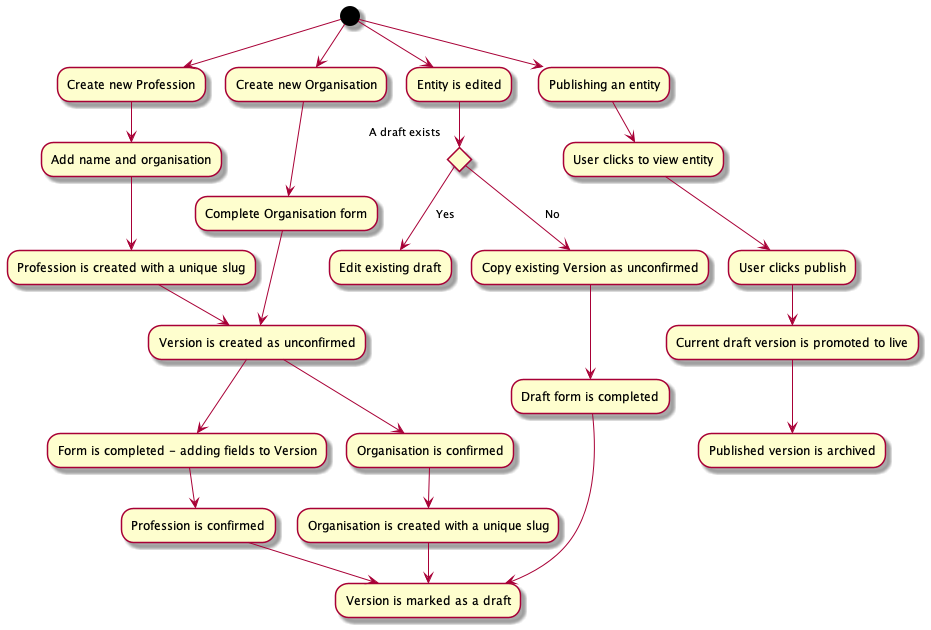 Create new Profession
Create new Organisation
Entity is edited
Publishing an entity
A draft exists
Add name and organisation
User clicks to view entity
Complete Organisation form
Yes
No
Profession is created with a unique slug
Edit existing draft
Copy existing Version as unconfirmed
User clicks publish
Version is created as unconfirmed
Current draft version is promoted to live
Draft form is completed
Form is completed - adding fields to Version
Organisation is confirmed
Published version is archived
Profession is confirmed
Organisation is created with a unique slug
Version is marked as a draft